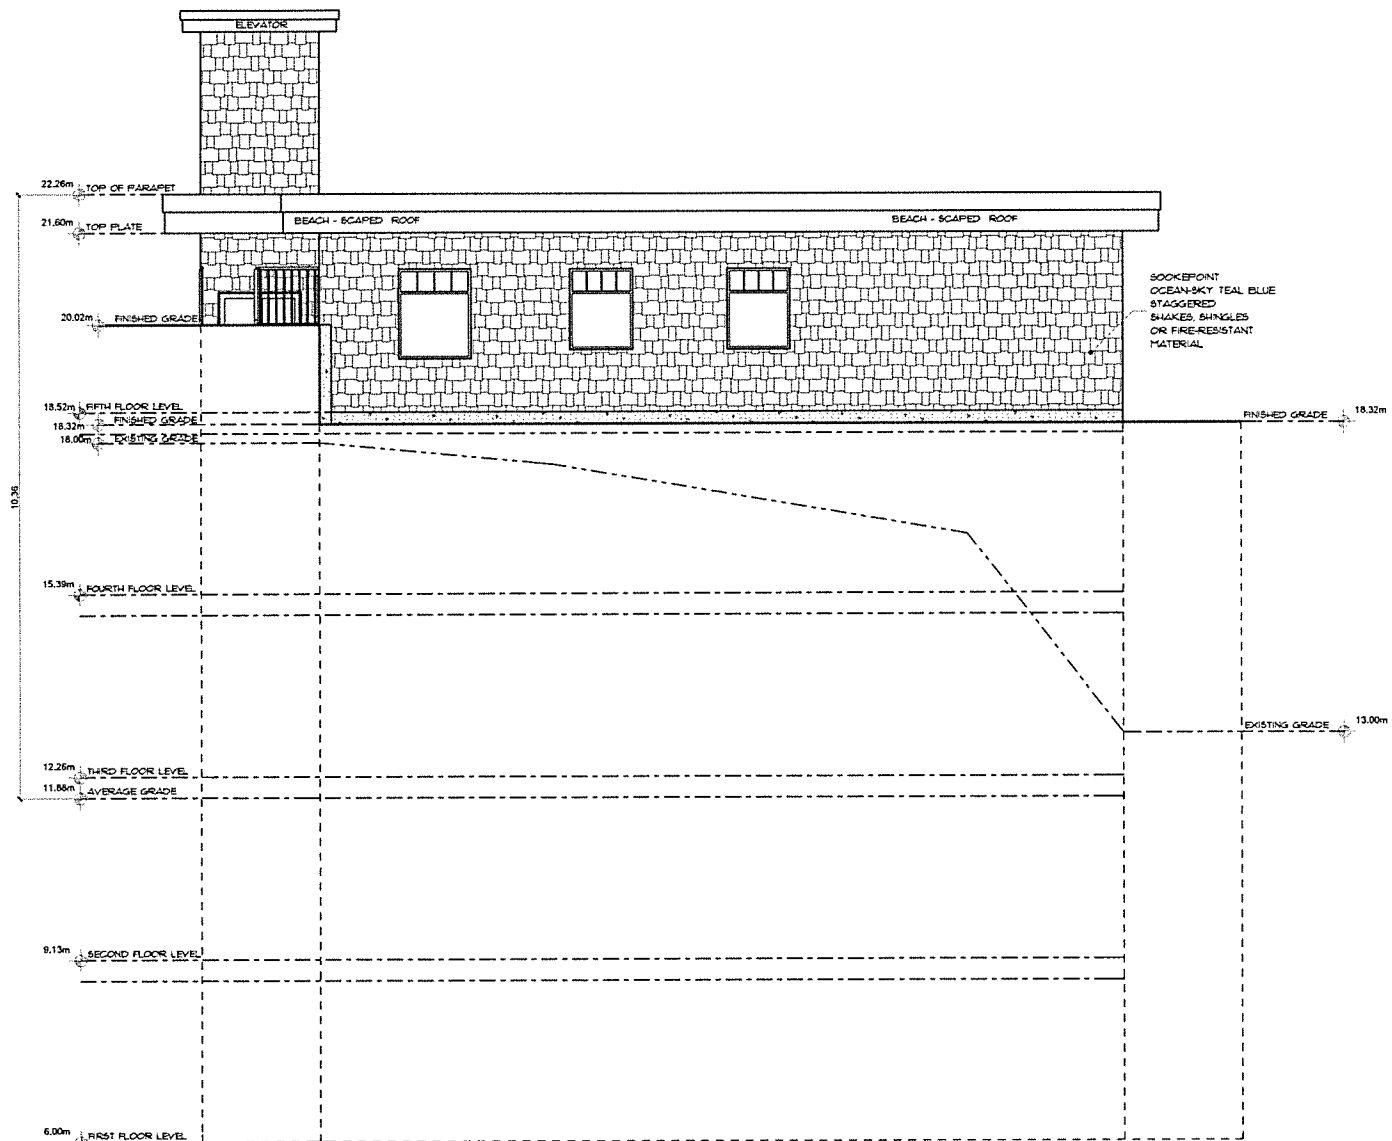 ELEVATOR
22.26m TOP OF PARAPET
BEACH - SCAPED ROOF BEACH - SCAPED ROOF
21.60m TOP PLATE
SOOKEPOINT
OCEAN-SKY TEAL BLUE
STAGGERED
SHAKES, SHINGLES
OR FIRE-RESISTANT
MATERIAL
20.02m FINISHED GRADE
18.52m FIFTH FLOOR LEVEL
18.32m FINISHED GRADE
FINISHED GRADE 18.32m
18.00m EXISTING GRADE
10.36
15.39m FOURTH FLOOR LEVEL
EXISTING GRADE 13.00m
12.26m THIRD FLOOR LEVEL
11.88m AVERAGE GRADE
9.13m SECOND FLOOR LEVEL
6.00m FIRST FLOOR LEVEL